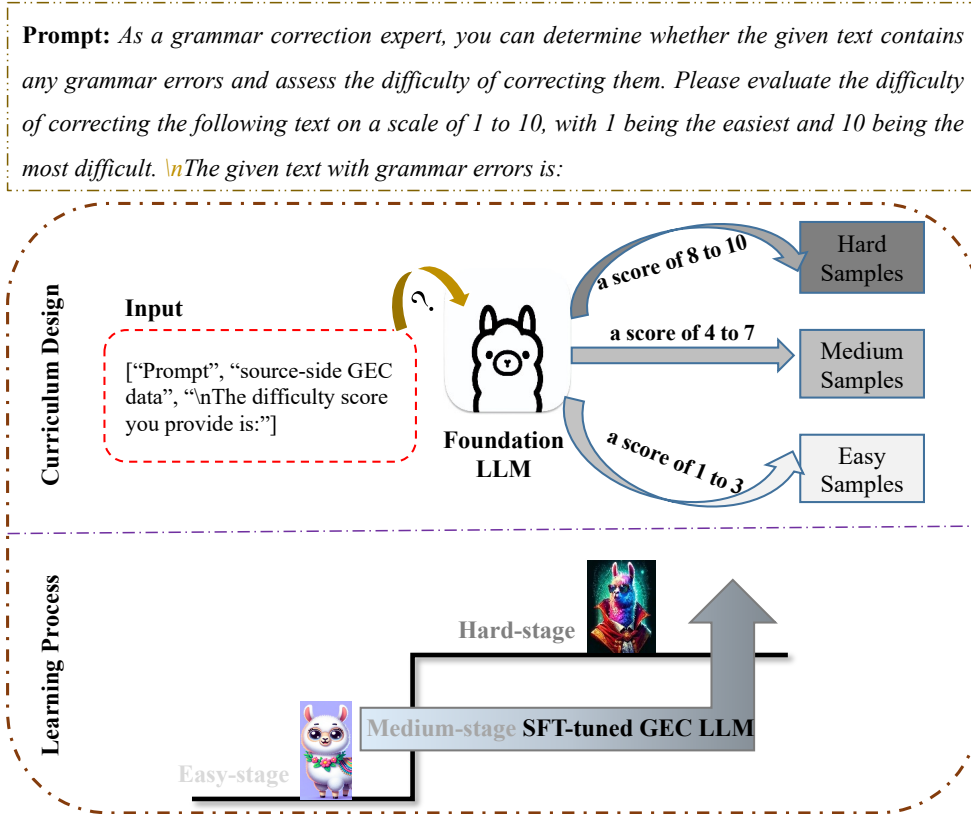 Prompt: As a grammar correction expert, you can determine whether the given text contains
any grammar errors and assess the difficulty of correcting them. Please evaluate the difficulty
of correcting the following text on a scale of 1 to 10, with 1 being the easiest and 10 being the
most difficult. \nThe given text with grammar errors is:
Curriculum Design
Input
["Prompt", "source-side GEC
data", "\nThe difficulty score
you provide is:"]
?
Foundation
LLM
a score of 8 to 10
Hard
Samples
a score of 4 to 7
Medium
Samples
a score of 1 to 3
Easy
Samples
Learning Process
Hard-stage
Medium-stage SFT-tuned GEC LLM
Easy-stage